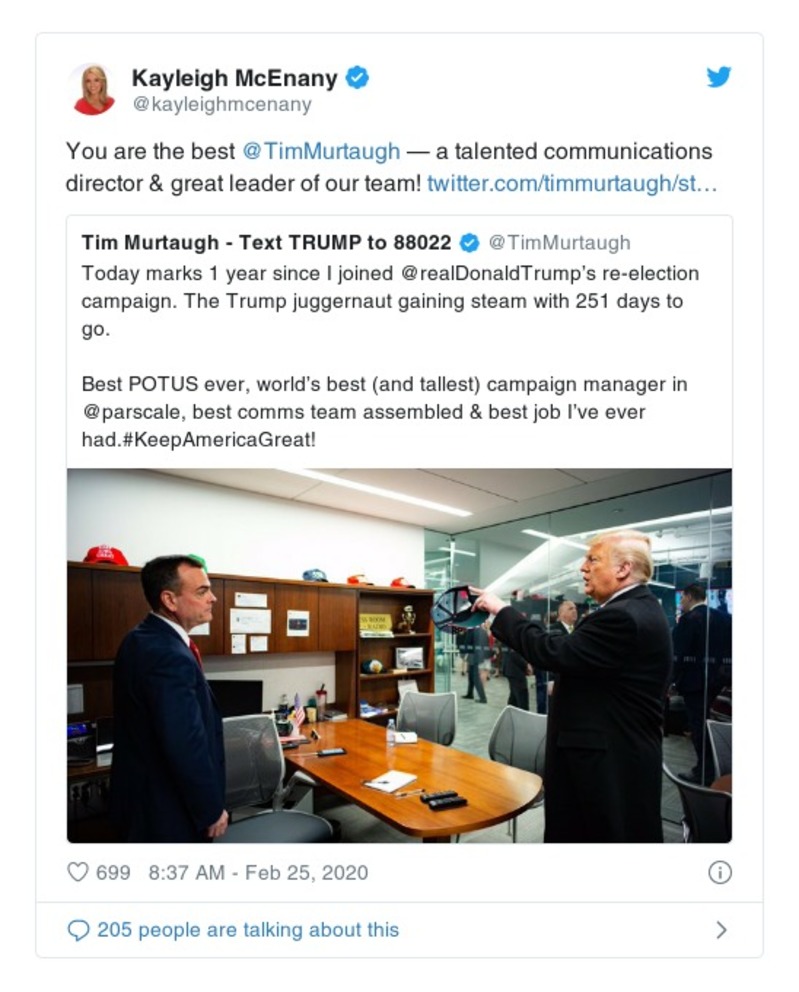 Kayleigh McEnany
@kayleighmcenany
You are the best @TimMurtaugh — a talented communications
director & great leader of our team! twitter.com/timmurtaugh/st…
Tim Murtaugh - Text TRUMP to 88022 @TimMurtaugh
Today marks 1 year since I joined @realDonaldTrump’s re-election
campaign. The Trump juggernaut gaining steam with 251 days to
go.
Best POTUS ever, world’s best (and tallest) campaign manager in
@parscale, best comms team assembled & best job I’ve ever
had.#KeepAmericaGreat!
699 8:37 AM - Feb 25, 2020
205 people are talking about this